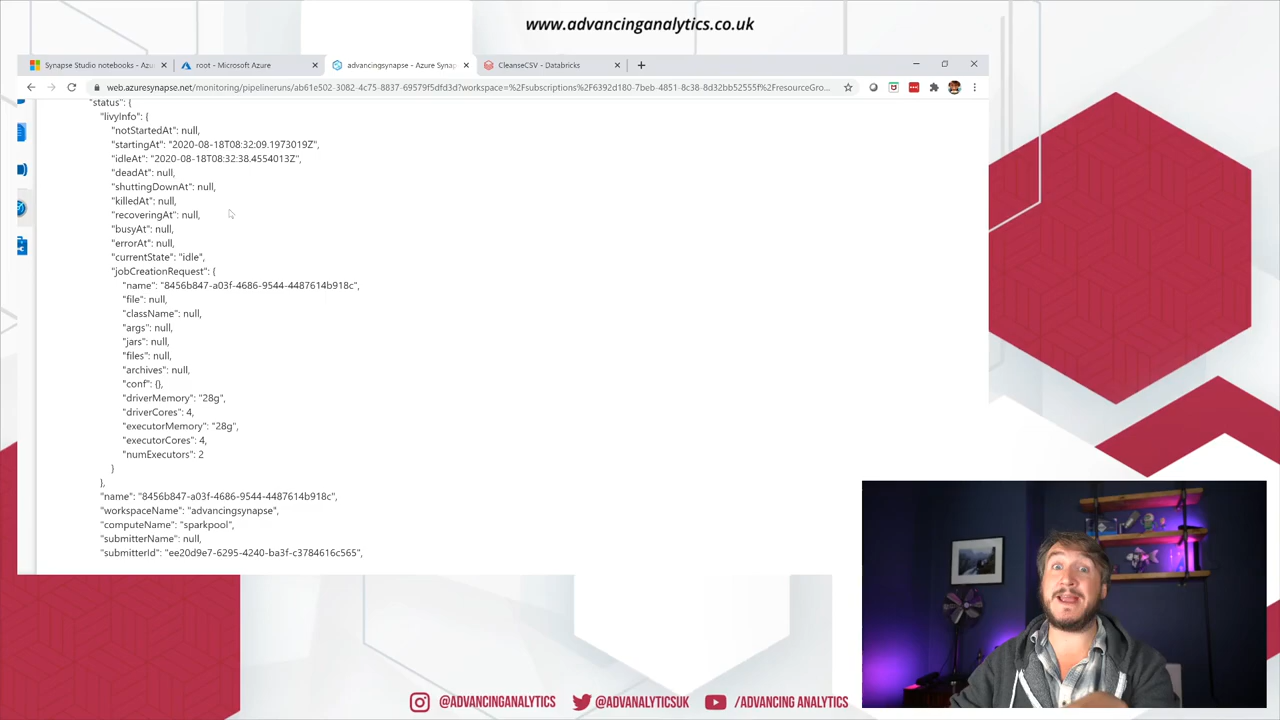 www.advancinganalytics.co.uk
Synapse Studio notebooks - Azu
root - Microsoft Azure
advancingsynapse - Azure Synap
CleanseCSV - Databricks
web.azuresynapse.net/monitoring/pipelineruns/ab61e502-3082-4c75-8837-69579f5dfd3d?workspace=%2Fsubscriptions%2F6392d180-7beb-4851-8c38-8d32bb52555f%2FresourceGro...
"status": {
"livyInfo": {
"notStartedAt": null,
"startingAt": "2020-08-18T08:32:09.1973019Z",
"idleAt": "2020-08-18T08:32:38.4554013Z",
"deadAt": null,
"shuttingDownAt": null,
"killedAt": null,
"recoveringAt": null,
"busyAt": null,
"errorAt": null,
"currentState": "idle",
"jobCreationRequest": {
"name": "8456b847-a03f-4686-9544-4487614b918c",
"file": null,
"className": null,
"args": null,
"jars": null,
"files": null,
"archives": null,
"conf": {},
"driverMemory": "28g",
"driverCores": 4,
"executorMemory": "28g",
"executorCores": 4,
"numExecutors": 2
}
},
"name": "8456b847-a03f-4686-9544-4487614b918c",
"workspaceName": "advancingsynapse",
"computeName": "sparkpool",
"submitterName": null,
"submitterId": "ee20d9e7-6295-4240-ba3f-c3784616c565",
@ADVANCINGANALYTICS
@ADVANALYTICSUK
/ADVANCING ANALYTICS